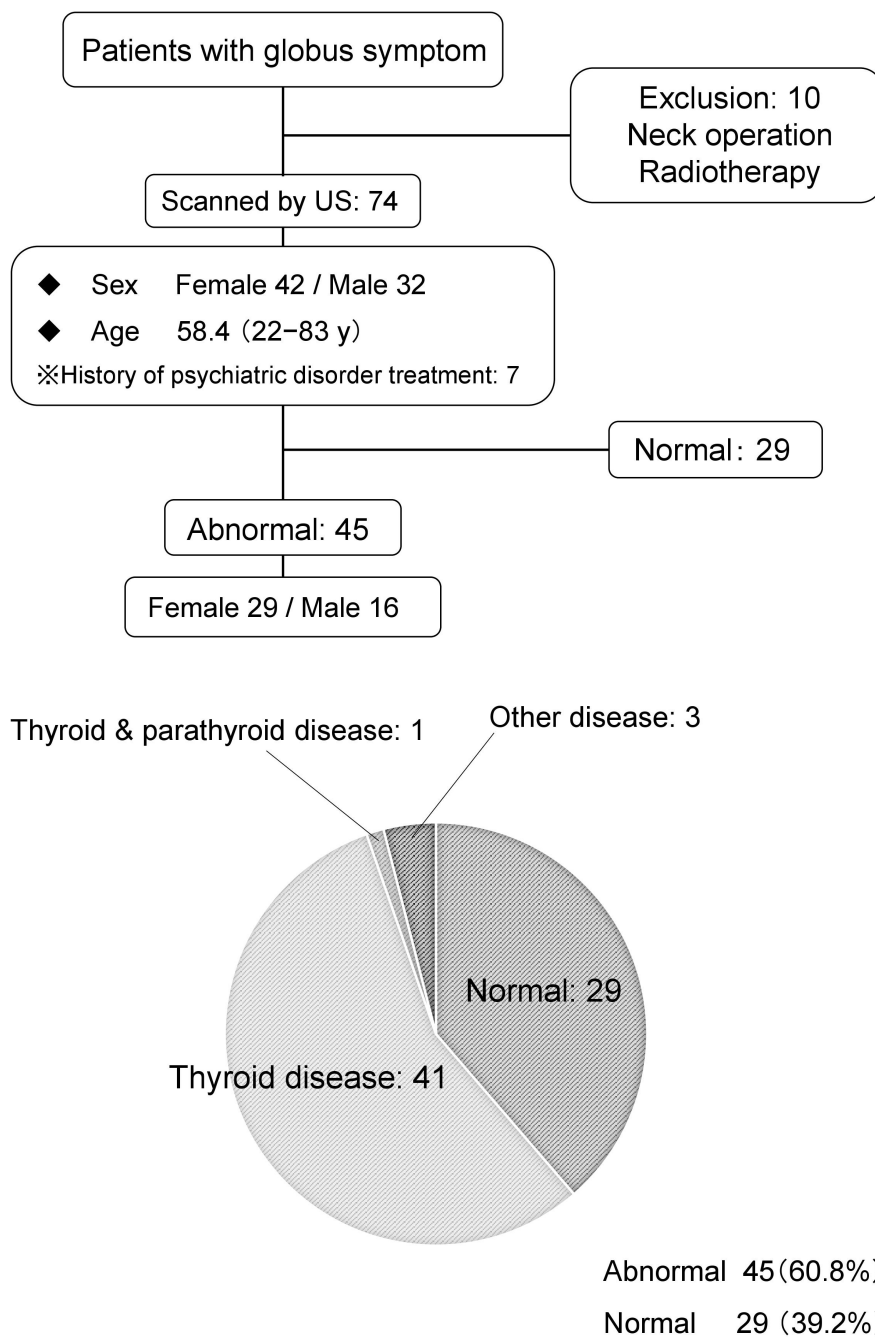 Patients with globus symptom
Exclusion: 10
Neck operation
Radiotherapy
Scanned by US: 74
◆ Sex Female 42 / Male 32
◆ Age 58.4（22−83 y）
※History of psychiatric disorder treatment: 7
Normal： 29
Abnormal: 45
Female 29 / Male 16
Thyroid & parathyroid disease: 1
Other disease: 3
Normal: 29
Thyroid disease: 41
Abnormal 45（60.8%）
Normal 29（39.2%